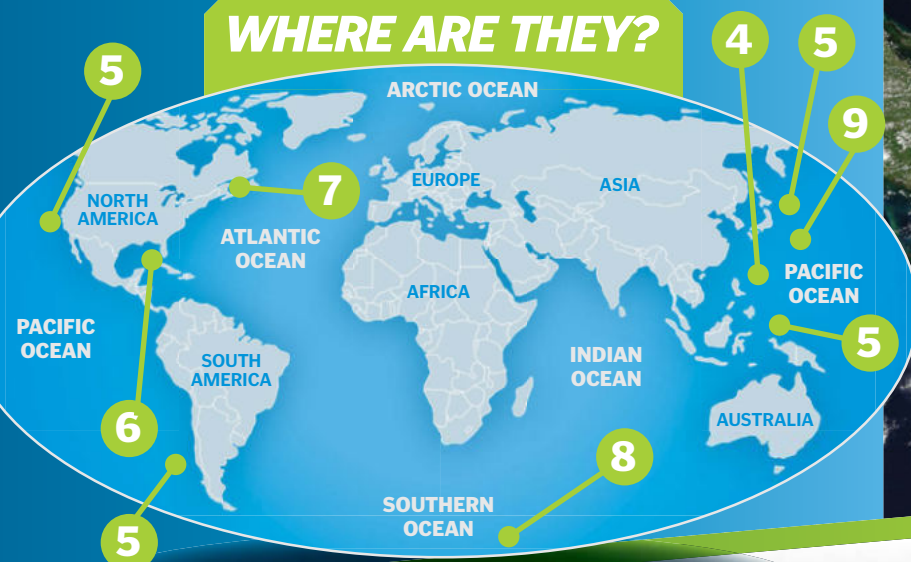 WHERE ARE THEY?
5
4
5
9
ARCTIC OCEAN
NORTH
AMERICA
7
EUROPE
ASIA
ATLANTIC
OCEAN
AFRICA
PACIFIC
OCEAN
PACIFIC
OCEAN
SOUTH
AMERICA
INDIAN
OCEAN
5
6
AUSTRALIA
8
SOUTHERN
OCEAN
5